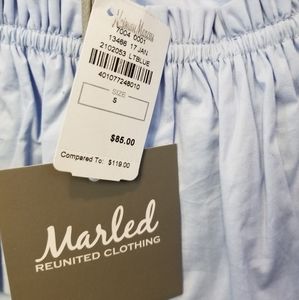 Neiman Marcus
7004 0001
13466 17 JAN
2102053 LTBLUE
401077248010
SIZE
S
$85.00
Compared To: $119.00
Marled
REUNITED CLOTHING